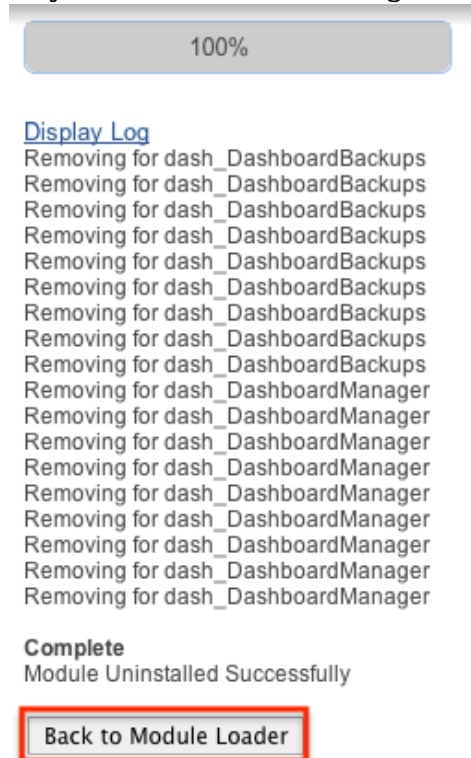 100%
Display Log
Removing for dash_DashboardBackups
Removing for dash_DashboardBackups
Removing for dash_DashboardBackups
Removing for dash_DashboardBackups
Removing for dash_DashboardBackups
Removing for dash_DashboardBackups
Removing for dash_DashboardBackups
Removing for dash_DashboardBackups
Removing for dash_DashboardBackups
Removing for dash_DashboardManager
Removing for dash_DashboardManager
Removing for dash_DashboardManager
Removing for dash_DashboardManager
Removing for dash_DashboardManager
Removing for dash_DashboardManager
Removing for dash_DashboardManager
Removing for dash_DashboardManager
Removing for dash_DashboardManager
Complete
Module Uninstalled Successfully
Back to Module Loader